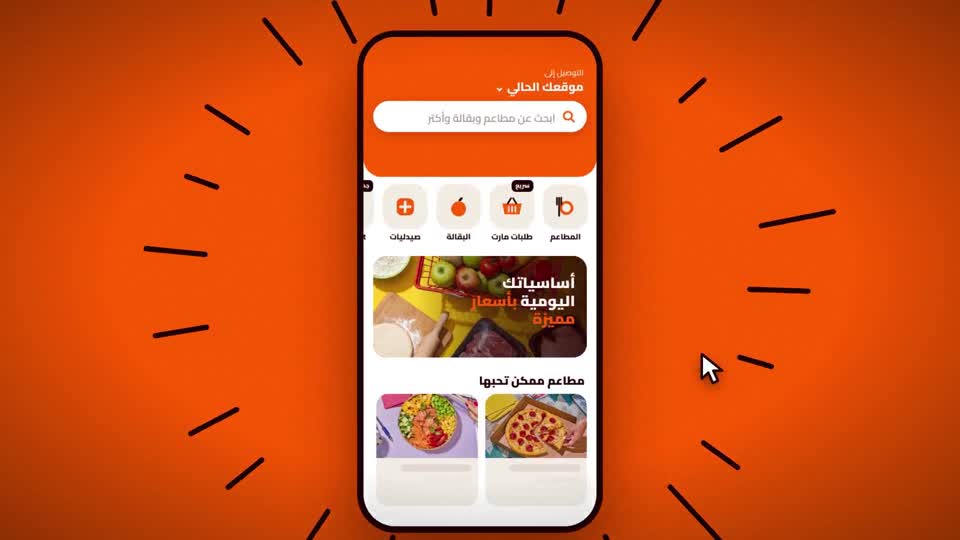 التوصيل إلى
موقعك الحالي
ابحث عن مطاعم وبقالة وأكثر
سريع
المطاعم
طلبات مارت
البقالة
صيدليات
أساسياتك
اليومية بأسعار
مميزة
مطاعم ممكن تحبها